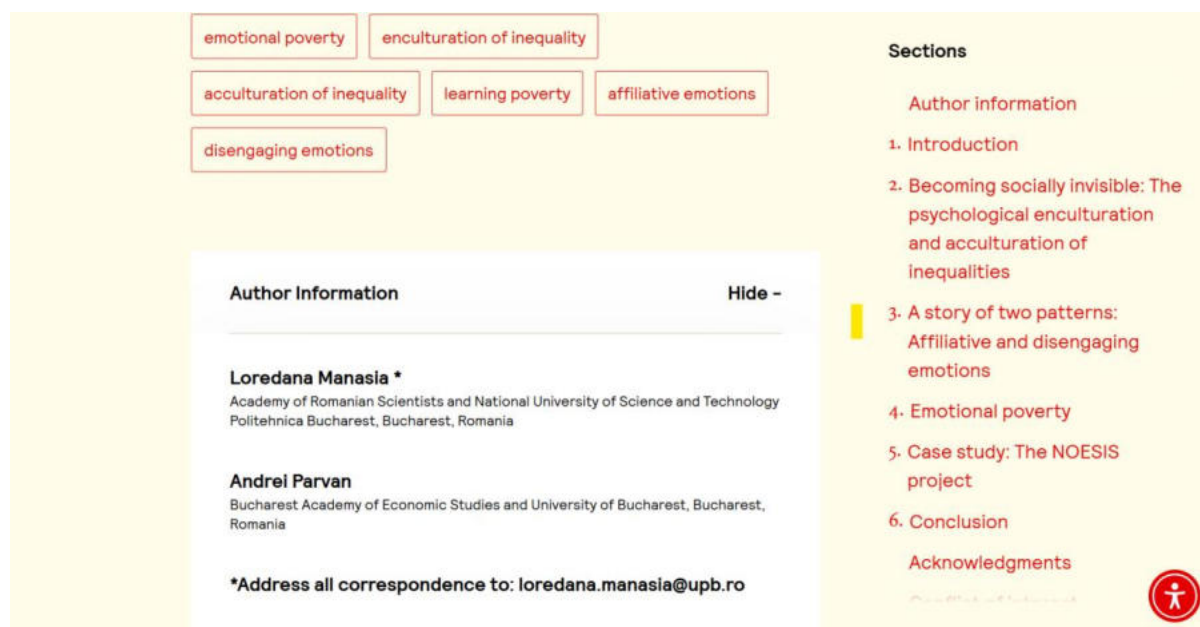 emotional poverty
enculturation of inequality
acculturation of inequality
learning poverty
affiliative emotions
disengaging emotions
Author Information
Hide -
Loredana Manasia *
Academy of Romanian Scientists and National University of Science and Technology
Politehnica Bucharest, Bucharest, Romania
Andrei Parvan
Bucharest Academy of Economic Studies and University of Bucharest, Bucharest,
Romania
*Address all correspondence to: loredana.manasia@upb.ro
Sections
Author information
1. Introduction
2. Becoming socially invisible: The
psychological enculturation
and acculturation of
inequalities
3. A story of two patterns:
Affiliative and disengaging
emotions
4. Emotional poverty
5. Case study: The NOESIS
project
6. Conclusion
Acknowledgments